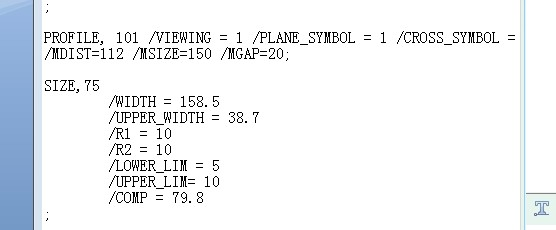 ;
PROFILE, 101 /VIEWING = 1 /PLANE_SYMBOL = 1 /CROSS_SYMBOL =
/MDIST=112 /MSIZE=150 /MGAP=20;
SIZE,75
/WIDTH = 158.5
/UPPER_WIDTH = 38.7
/R1 = 10
/R2 = 10
/LOWER_LIM = 5
/UPPER_LIM= 10
/COMP = 79.8
;